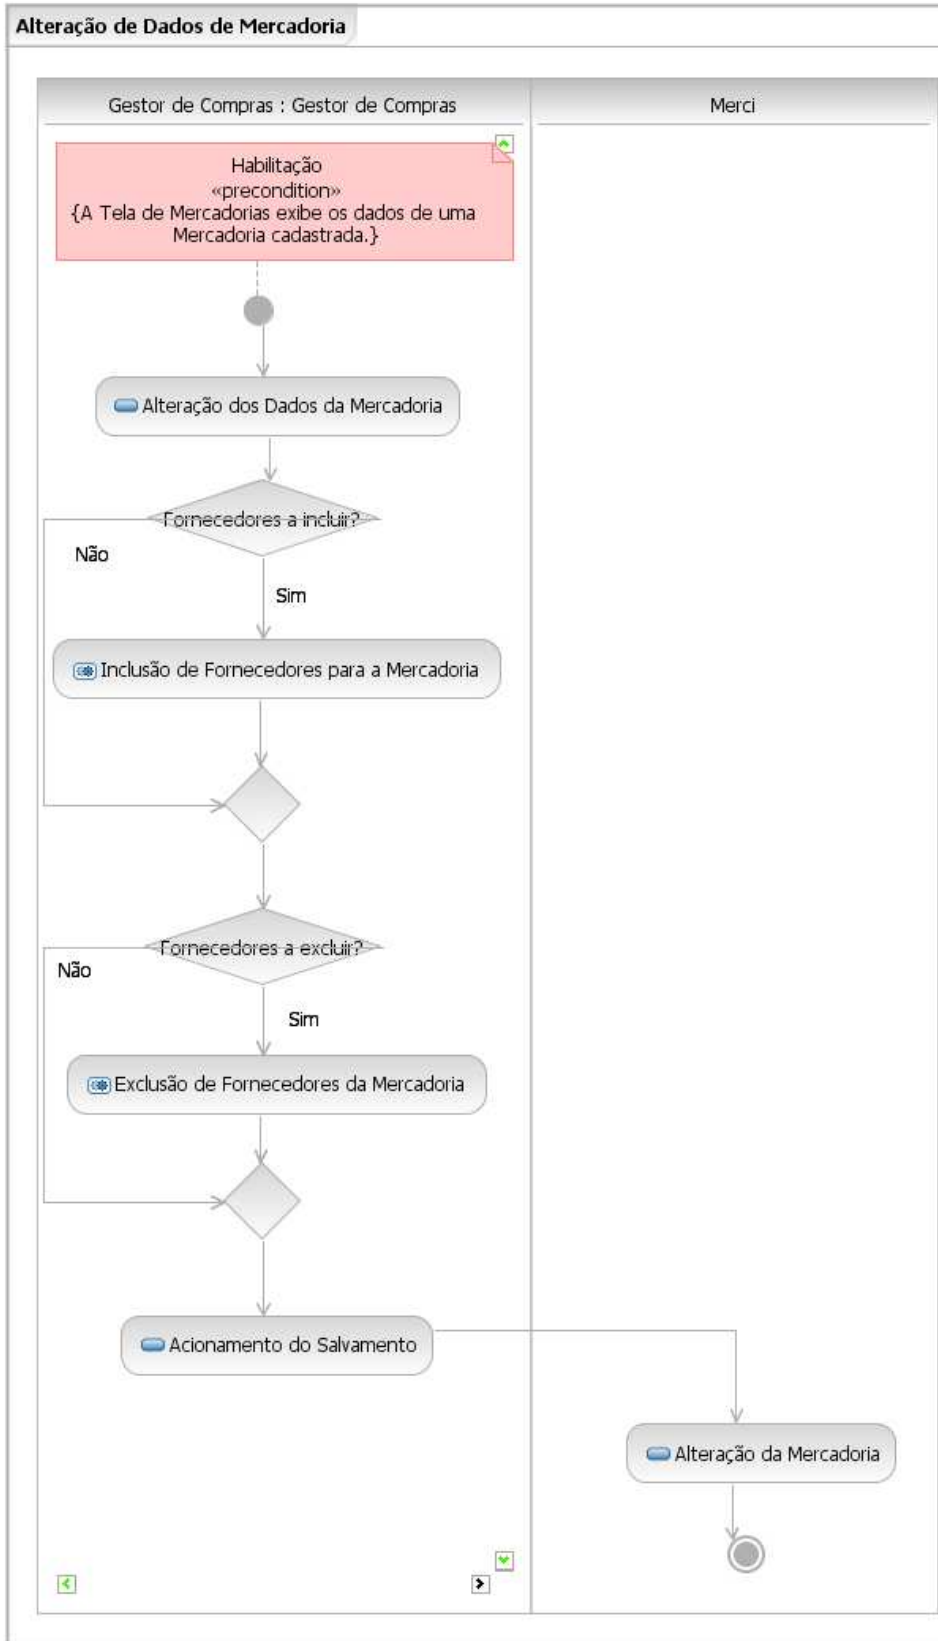 Alteração de Dados de Mercadoria
Gestor de Compras : Gestor de Compras
Merci
Habilitação
«precondition»
{A Tela de Mercadorias exibe os dados de uma
Mercadoria cadastrada.}
Alteração dos Dados da Mercadoria
Fornecedores a incluir?
Não
Sim
Inclusão de Fornecedores para a Mercadoria
Fornecedores a excluir?
Não
Sim
Exclusão de Fornecedores da Mercadoria
Acionamento do Salvamento
Alteração da Mercadoria